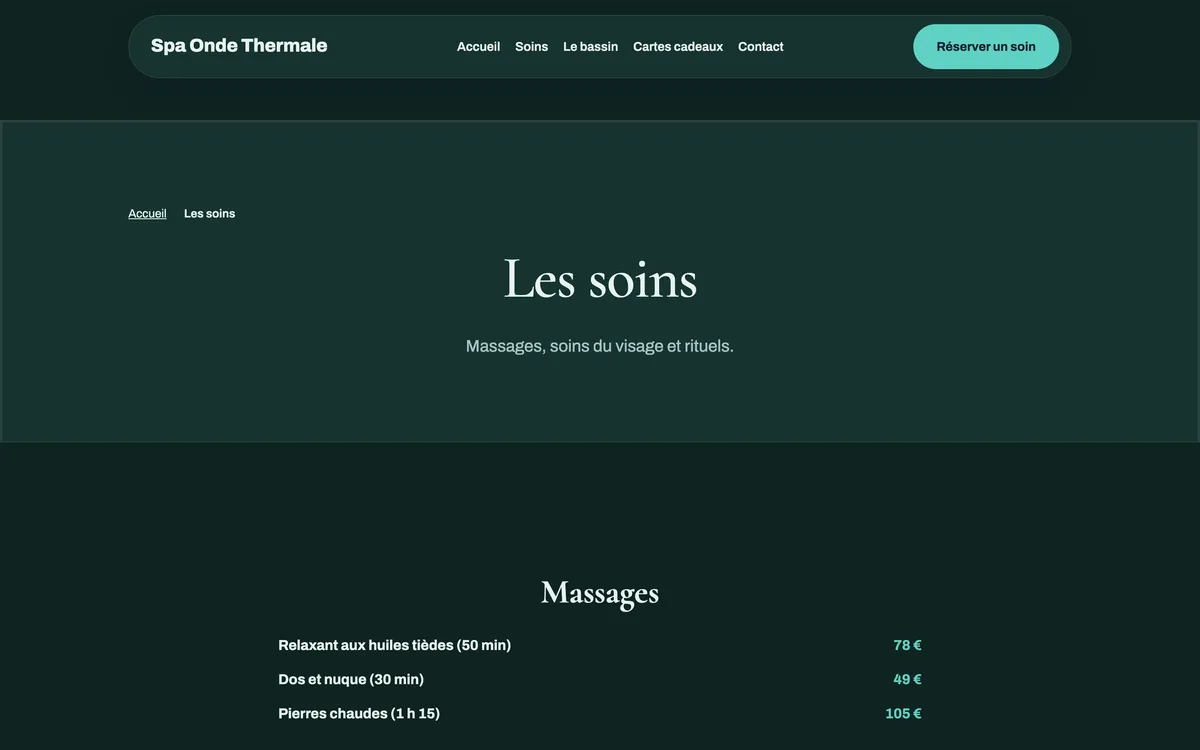 Spa Onde Thermale
Accueil Soins Le bassin Cartes cadeaux Contact
Réserver un soin
Accueil Les soins
Les soins
Massages, soins du visage et rituels.
Massages
Relaxant aux huiles tièdes (50 min) 78 €
Dos et nuque (30 min) 49 €
Pierres chaudes (1 h 15) 105 €